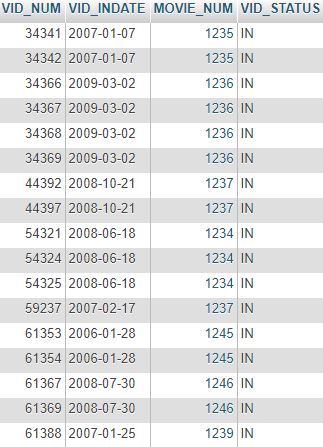 VID_NUM VID_INDATE MOVIE_NUM VID_STATUS
34341 2007-01-07 1235 IN
34342 2007-01-07 1235 IN
34366 2009-03-02 1236 IN
34367 2009-03-02 1236 IN
34368 2009-03-02 1236 IN
34369 2009-03-02 1236 IN
44392 2008-10-21 1237 IN
44397 2008-10-21 1237 IN
54321 2008-06-18 1234 IN
54324 2008-06-18 1234 IN
54325 2008-06-18 1234 IN
59237 2007-02-17 1237 IN
61353 2006-01-28 1245 IN
61354 2006-01-28 1245 IN
61367 2008-07-30 1246 IN
61369 2008-07-30 1246 IN
61388 2007-01-25 1239 IN